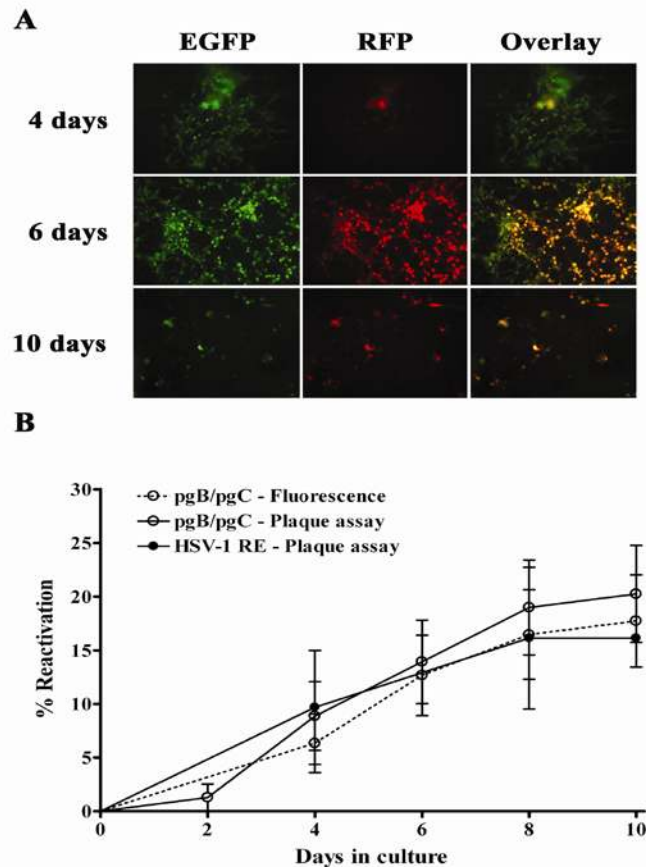 A
EGFP RFP Overlay
4 days
6 days
10 days
B
30
25
20
15
10
5
0
% Reactivation
pgB/pgC - Fluorescence
pgB/pgC - Plaque assay
HSV-1 RE - Plaque assay
0 2 4 6 8 10
Days in culture